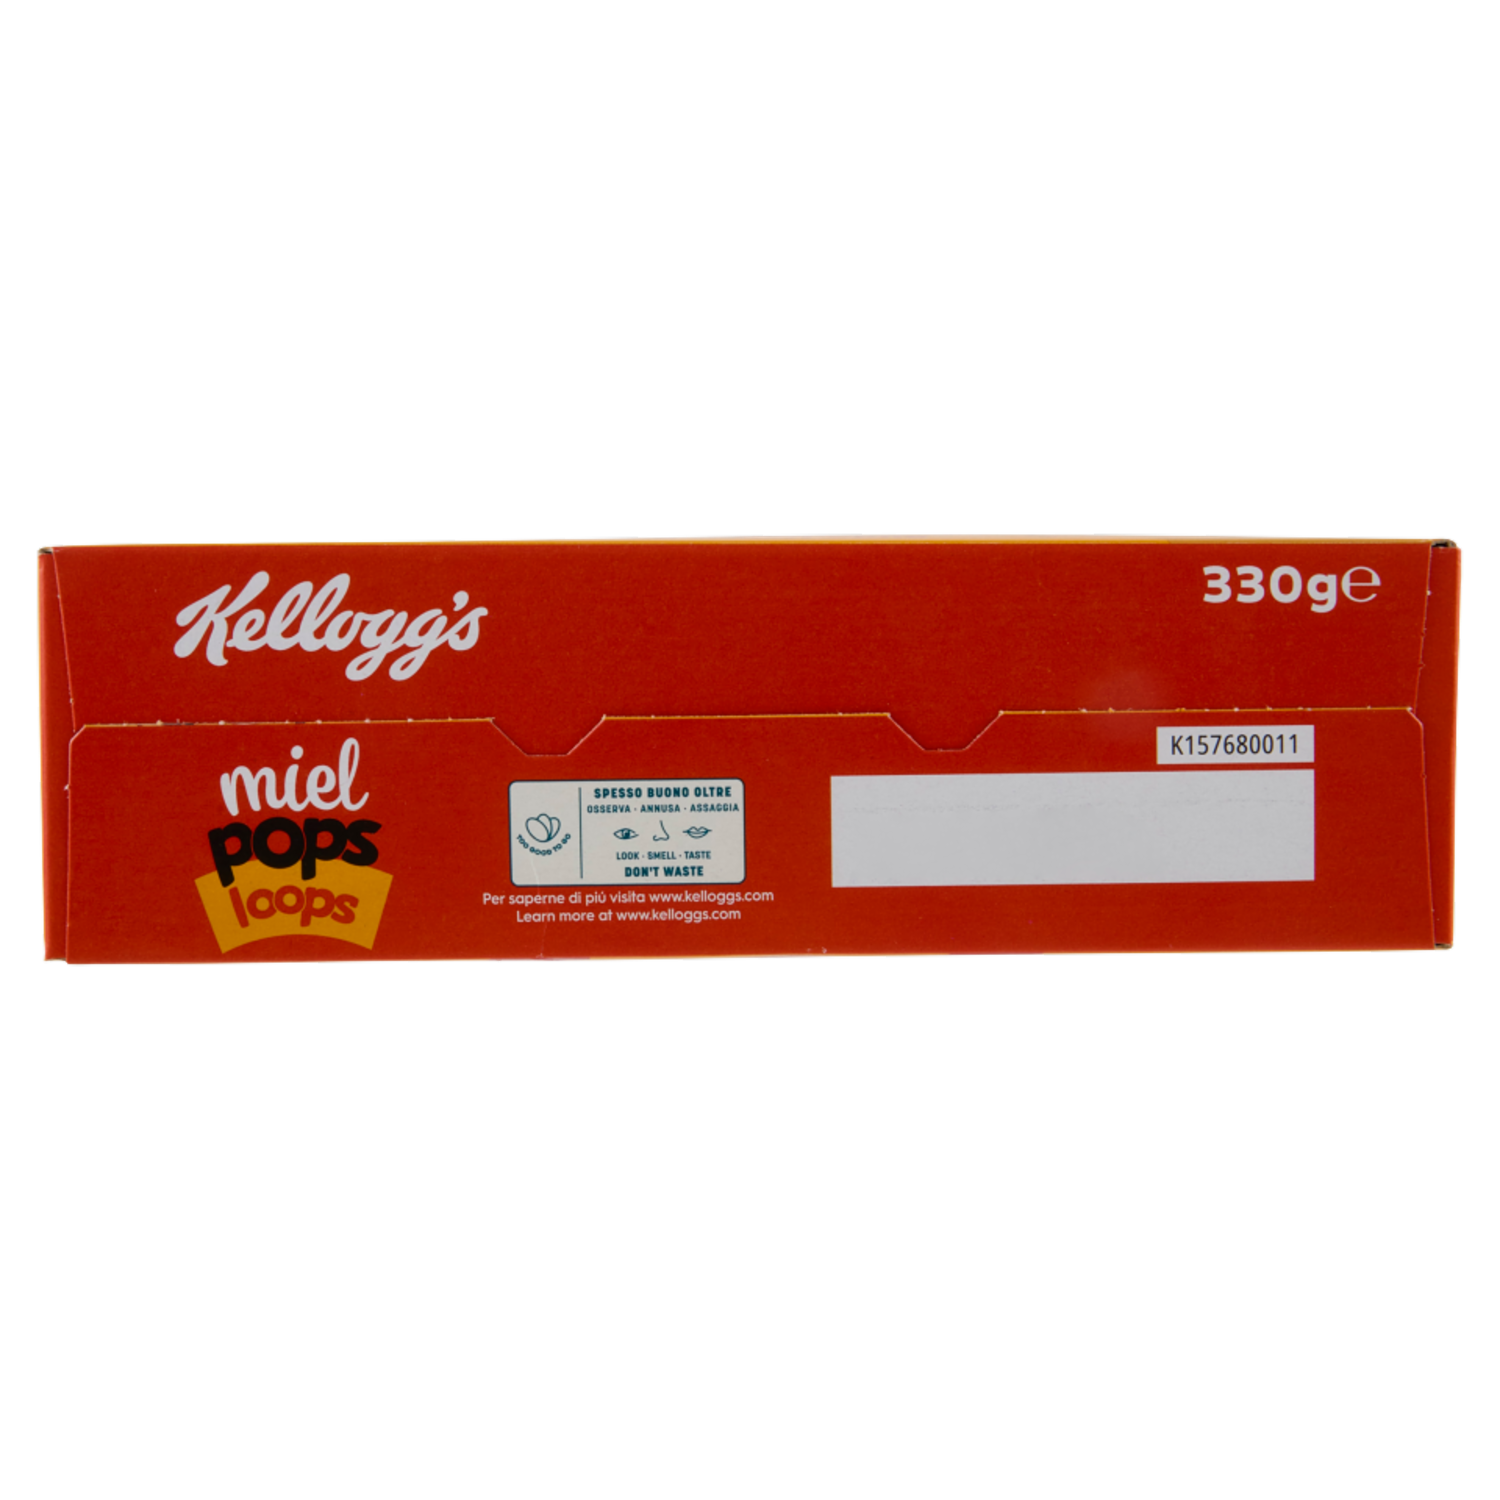 Kellogg's
330g℮
miel
pops
loops
K157680011
TOO GOOD TO GO
SPESSO BUONO OLTRE
OSSERVA · ANNUSA · ASSAGGIA
LOOK · SMELL · TASTE
DON'T WASTE
Per saperne di più visita www.kelloggs.com
Learn more at www.kelloggs.com